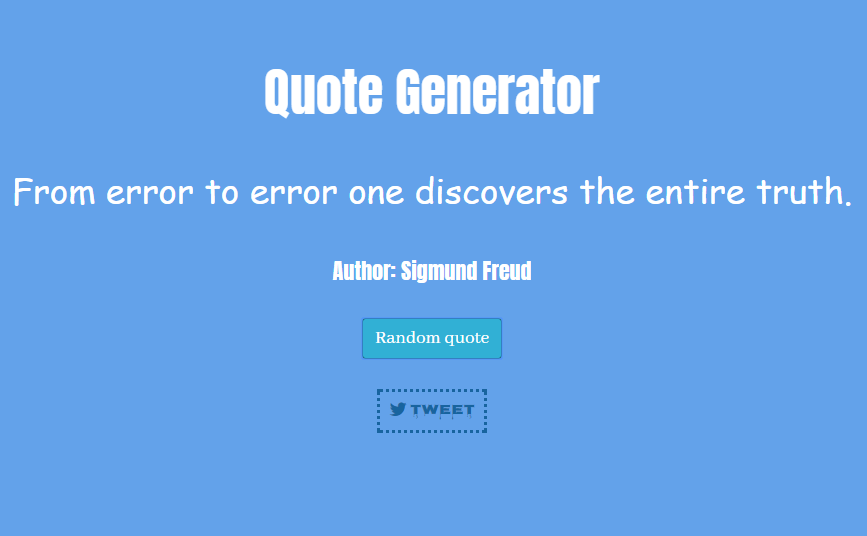 Quote Generator
From error to error one discovers the entire truth.
Author: Sigmund Freud
Random quote
TWEET